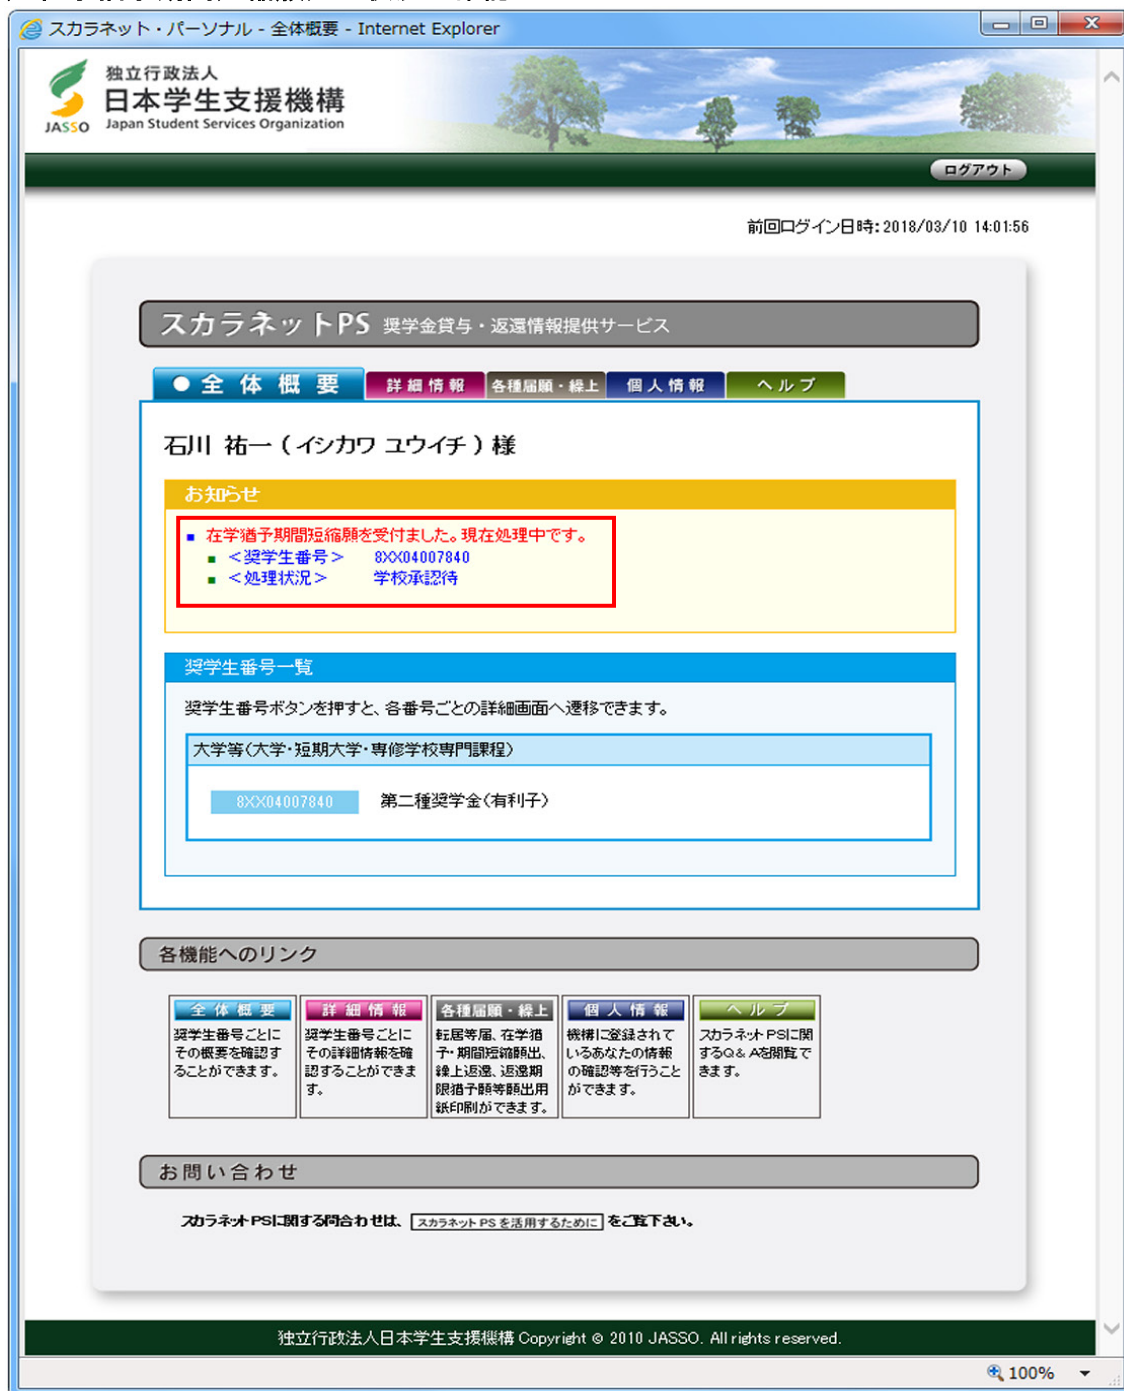 スカラネット・パーソナル - 全体概要 - Internet Explorer
独立行政法人
日本学生支援機構
JASSO Japan Student Services Organization
ログアウト
前回ログイン日時:2018/03/10 14:01:56
スカラネットPS 奨学金貸与・返還情報提供サービス
●全体概要 詳細情報 各種届願・繰上 個人情報 ヘルプ
石川 祐一 ( イシカワ ユウイチ ) 様
お知らせ
■ 在学猶予期間短縮願を受付ました。現在処理中です。
■ <奨学生番号> 8XX04007840
■ <処理状況> 学校承認待
奨学生番号一覧
奨学生番号ボタンを押すと、各番号ごとの詳細画面へ遷移できます。
大学等(大学・短期大学・専修学校専門課程)
8XX04007840 第二種奨学金(有利子)
各機能へのリンク
全体概要
奨学生番号ごとに
その概要を確認す
ることができます。
詳細情報
奨学生番号ごとに
その詳細情報を確
認することができま
す。
各種届願・繰上
転居等届、在学猶
予・期間短縮願出、
繰上返還、返還期
限猶予願等願出用
紙印刷ができます。
個人情報
機構に登録されて
いるあなたの情報
の確認等を行うこと
ができます。
ヘルプ
スカラネットPSに関
するQ&Aを閲覧で
きます。
お問い合わせ
スカラネットPSに関する問合わせは、 スカラネットPSを活用するために をご覧下さい。
独立行政法人日本学生支援機構 Copyright © 2010 JASSO. All rights reserved.
100%